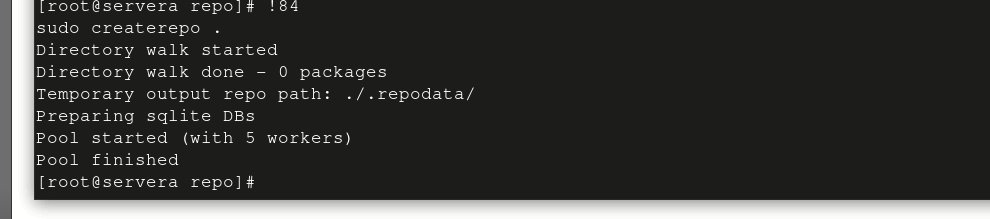 [root@servera repo]# !84
sudo createrepo .
Directory walk started
Directory walk done - 0 packages
Temporary output repo path: ./.repodata/
Preparing sqlite DBs
Pool started (with 5 workers)
Pool finished
[root@servera repo]#